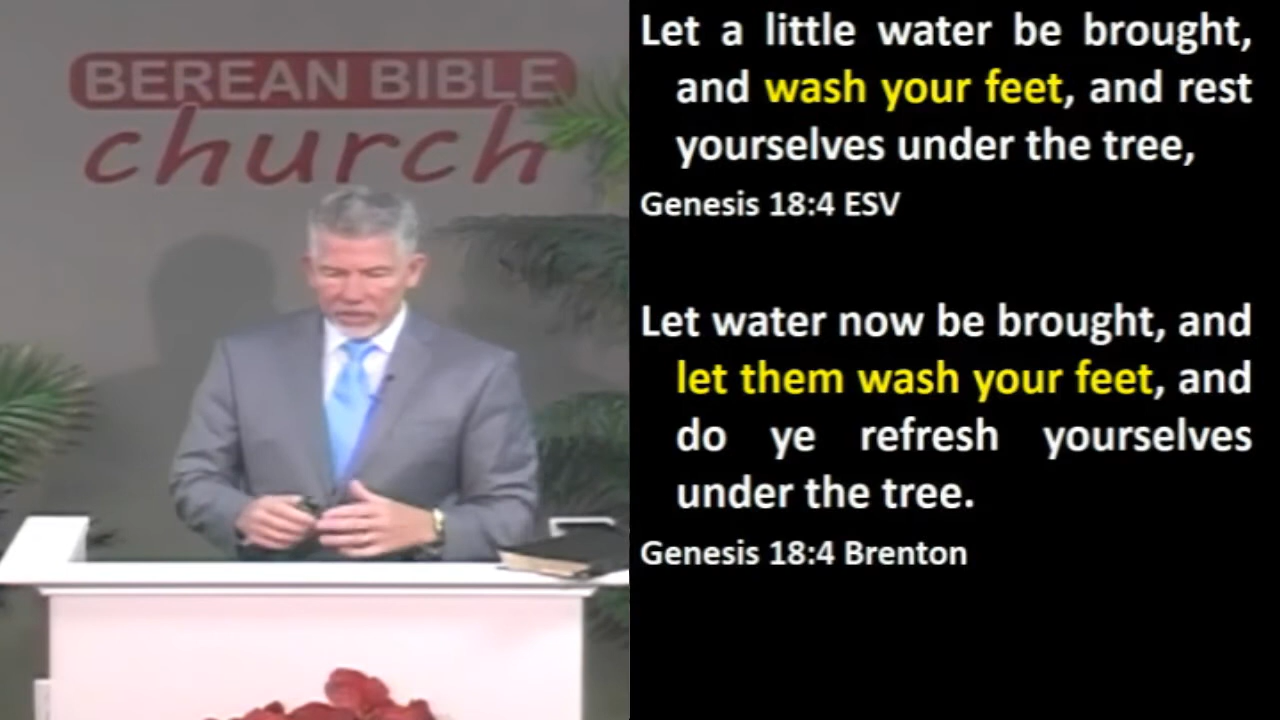 BEREAN BIBLE
church
Let a little water be brought,
and wash your feet, and rest
yourselves under the tree,
Genesis 18:4 ESV
Let water now be brought, and
let them wash your feet, and
do ye refresh yourselves
under the tree.
Genesis 18:4 Brenton